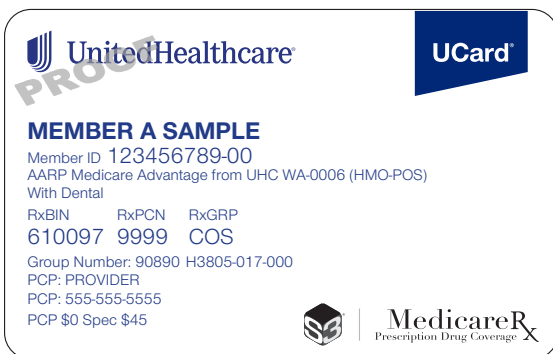 UnitedHealthcare®
UCard®
PROOF
MEMBER A SAMPLE
Member ID 123456789-00
AARP Medicare Advantage from UHC WA-0006 (HMO-POS)
With Dental
RxBIN RxPCN RxGRP
610097 9999 COS
Group Number: 90890 H3805-017-000
PCP: PROVIDER
PCP: 555-555-5555
PCP $0 Spec $45
S3
MedicareRx
Prescription Drug Coverage